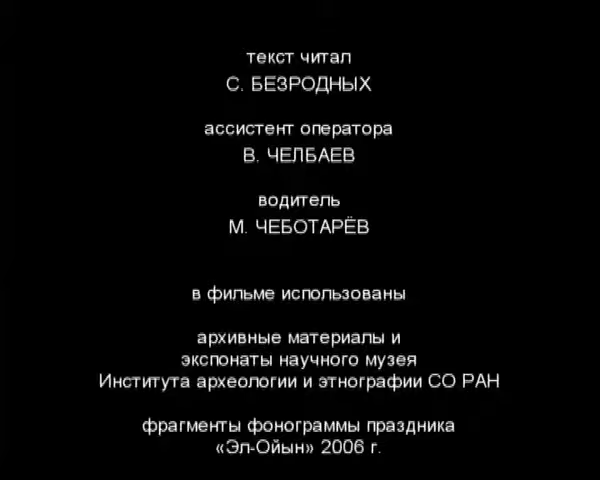 текст читал
С. БЕЗРОДНЫХ
ассистент оператора
В. ЧЕЛБАЕВ
водитель
М. ЧЕБОТАРЁВ
в фильме использованы
архивные материалы и
экспонаты научного музея
Института археологии и этнографии СО РАН
фрагменты фонограммы праздника
«Эл-Ойын» 2006 г.